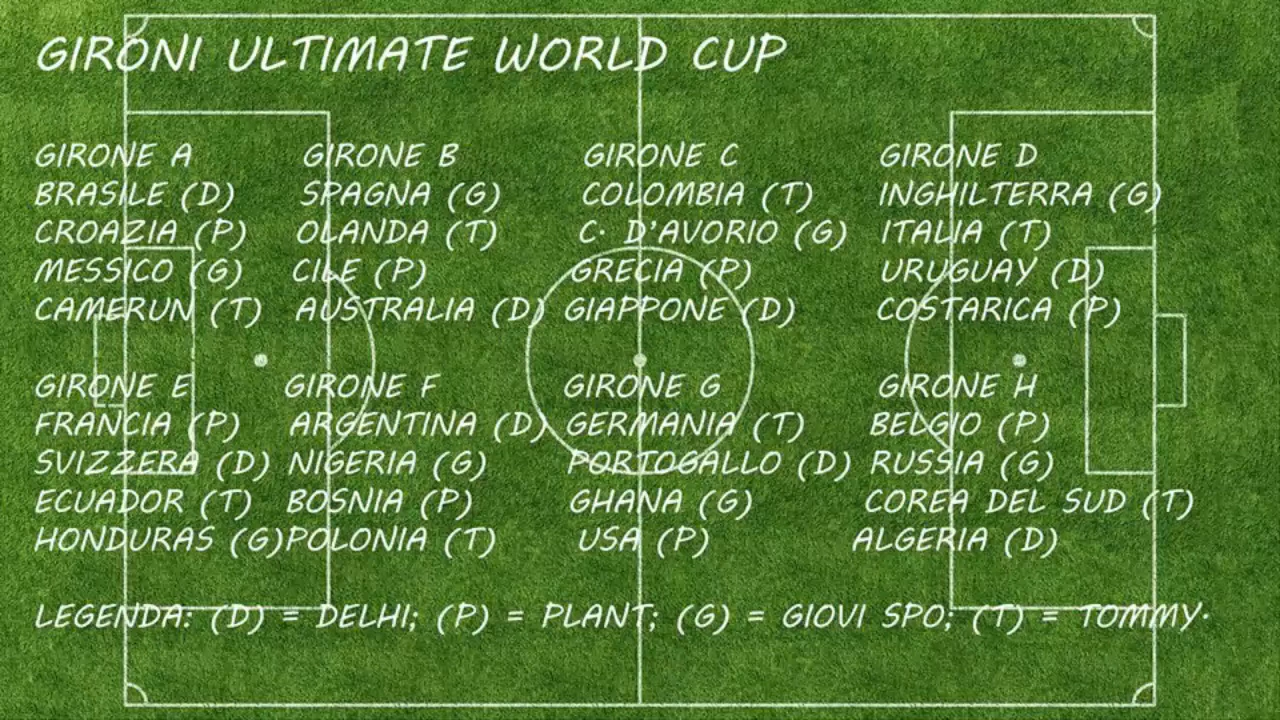 GIRONI ULTIMATE WORLD CUP
GIRONE A GIRONE B GIRONE C GIRONE D
BRASILE (D) SPAGNA (G) COLOMBIA (T) INGHILTERRA (G)
CROAZIA (P) OLANDA (T) C. D'AVORIO (G) ITALIA (T)
MESSICO (G) CILE (P) GRECIA (P) URUGUAY (D)
CAMERUN (T) AUSTRALIA (D) GIAPPONE (D) COSTARICA (P)
GIRONE E GIRONE F GIRONE G GIRONE H
FRANCIA (P) ARGENTINA (D) GERMANIA (T) BELGIO (P)
SVIZZERA (D) NIGERIA (G) PORTOGALLO (D) RUSSIA (G)
ECUADOR (T) BOSNIA (P) GHANA (G) COREA DEL SUD (T)
HONDURAS (G) POLONIA (T) USA (P) ALGERIA (D)
LEGENDA: (D) = DELHI; (P) = PLANT; (G) = GIOVI SPO; (T) = TOMMY.